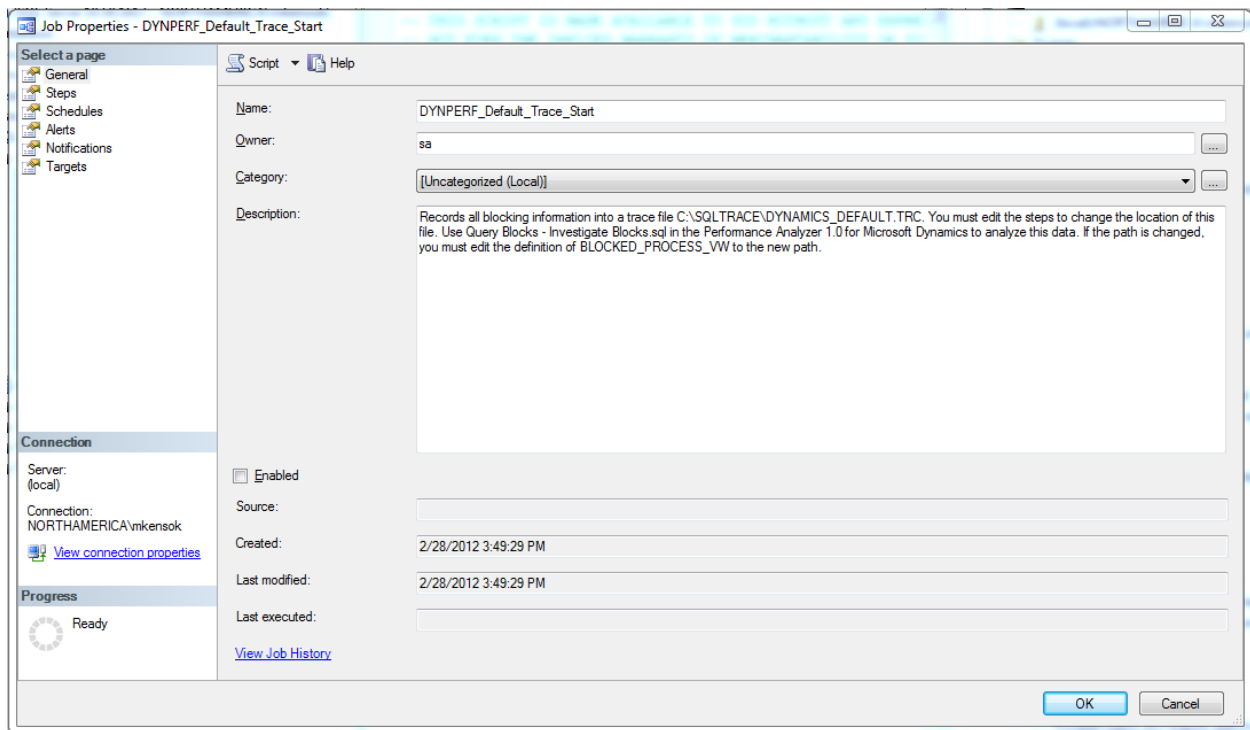 Job Properties - DYNPERF_Default_Trace_Start
Select a page
General
Steps
Schedules
Alerts
Notifications
Targets
Script
Help
Name:
DYNPERF_Default_Trace_Start
Owner:
sa
...
Category:
[Uncategorized (Local)]
...
Description:
Records all blocking information into a trace file C:\SQLTRACE\DYNAMICS_DEFAULT.TRC. You must edit the steps to change the location of this
file. Use Query Blocks - Investigate Blocks.sql in the Performance Analyzer 1.0 for Microsoft Dynamics to analyze this data. If the path is changed,
you must edit the definition of BLOCKED_PROCESS_VW to the new path.
Connection
Server:
(local)
Connection:
NORTHAMERICA\mkensok
View connection properties
Progress
Ready
Enabled
Source:
Created:
2/28/2012 3:49:29 PM
Last modified:
2/28/2012 3:49:29 PM
Last executed:
View Job History
OK
Cancel